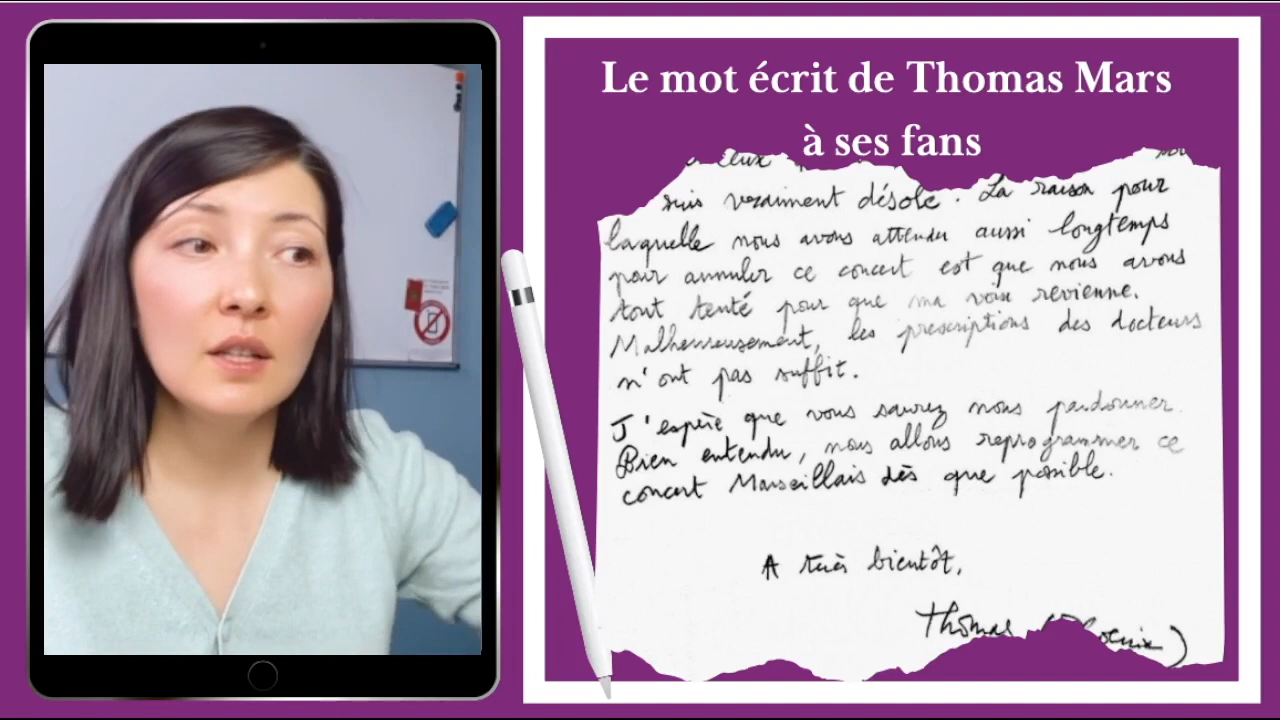 Le mot écrit de Thomas Mars
à ses fans
suis vraiment désolé. La raison pour
laquelle nous avons attendu aussi longtemps
pour annuler ce concert est que nous avons
tout tenté pour que ma voix revienne.
Malheureusement, les prescriptions des docteurs
n'ont pas suffit.
J'espère que vous saurez nous pardonner.
Bien entendu, nous allons reprogrammer ce
concert Marseillais dès que possible.
A très bientôt,
Thomas